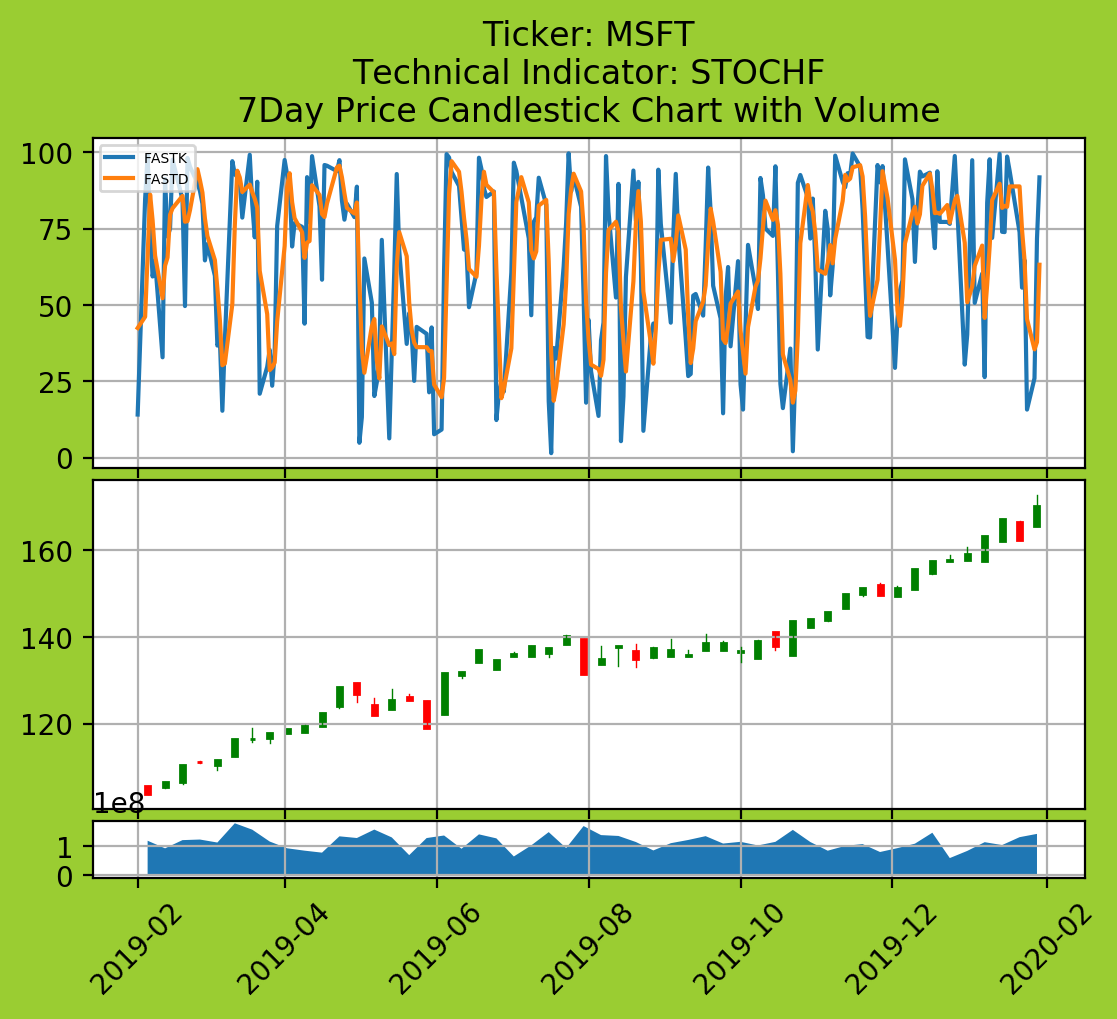 Ticker: MSFT
Technical Indicator: STOCHF
7Day Price Candlestick Chart with Volume
100
75
50
25
0
FASTK
FASTD
160
140
120
1e8
1
0
2019-02
2019-04
2019-06
2019-08
2019-10
2019-12
2020-02